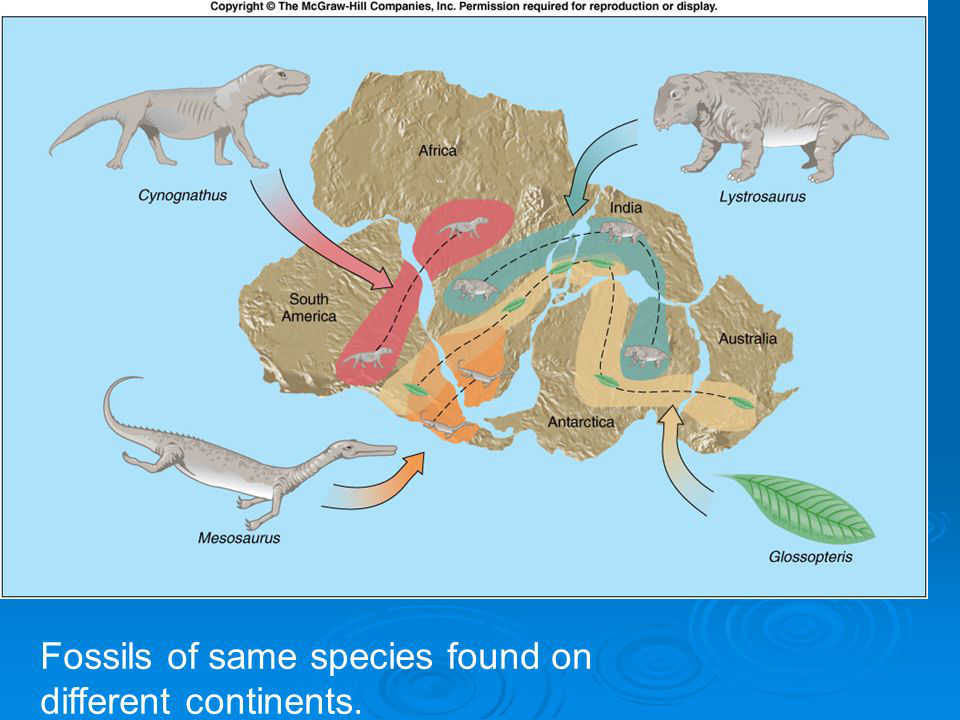 Copyright © The McGraw-Hill Companies, Inc. Permission required for reproduction or display.
Africa
Cynognathus
Lystrosaurus
India
South
America
Australia
Antarctica
Mesosaurus
Glossopteris
Fossils of same species found on
different continents.